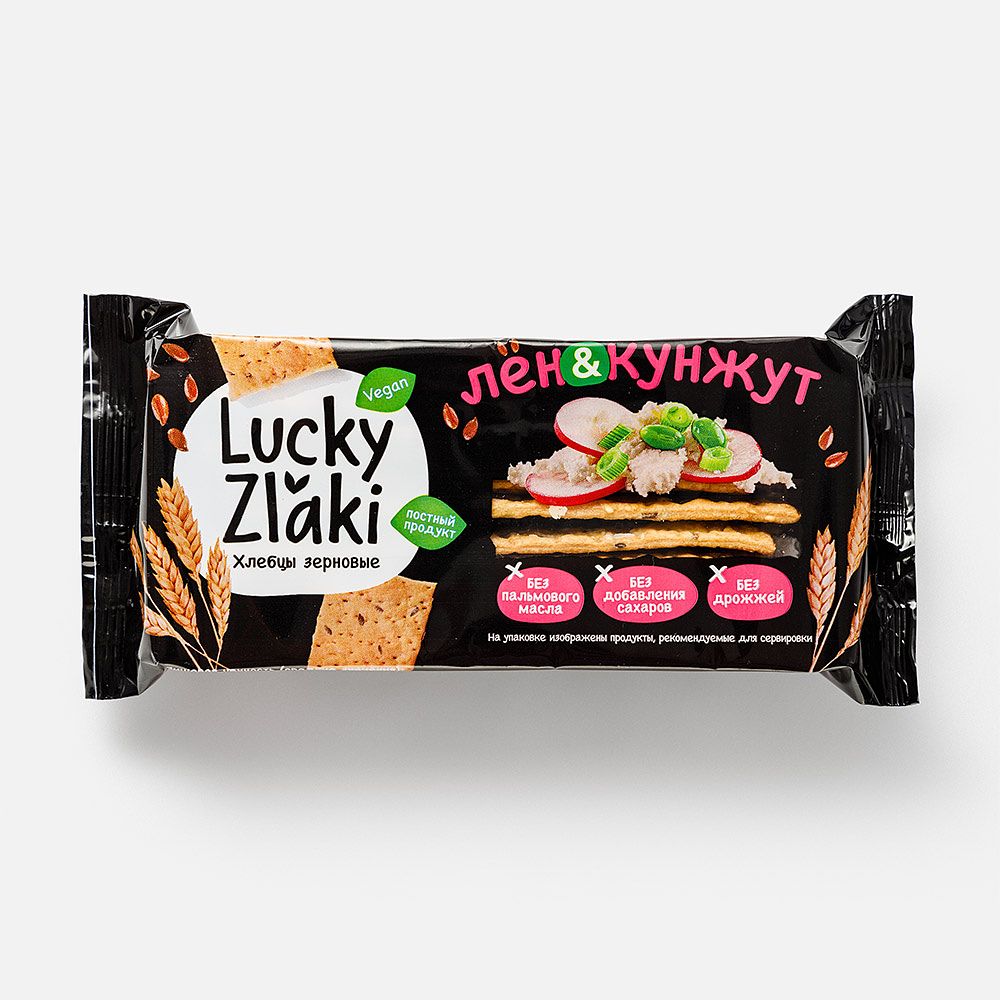 Lucky
Zlaki
Хлебцы зерновые
Vegan
постный
продукт
лён&кунжут
БЕЗ
пальмового
масла
БЕЗ
добавления
сахаров
БЕЗ
дрожжей
На упаковке изображены продукты, рекомендуемые для сервировки